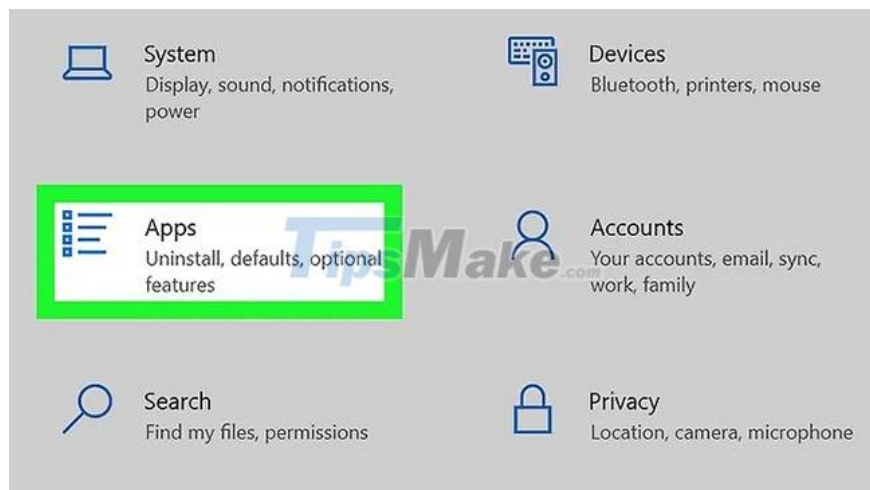 System
Display, sound, notifications,
power
Devices
Bluetooth, printers, mouse
Apps
Uninstall, defaults, optional
features
Accounts
Your accounts, email, sync,
work, family
TipsMake.com
Search
Find my files, permissions
Privacy
Location, camera, microphone